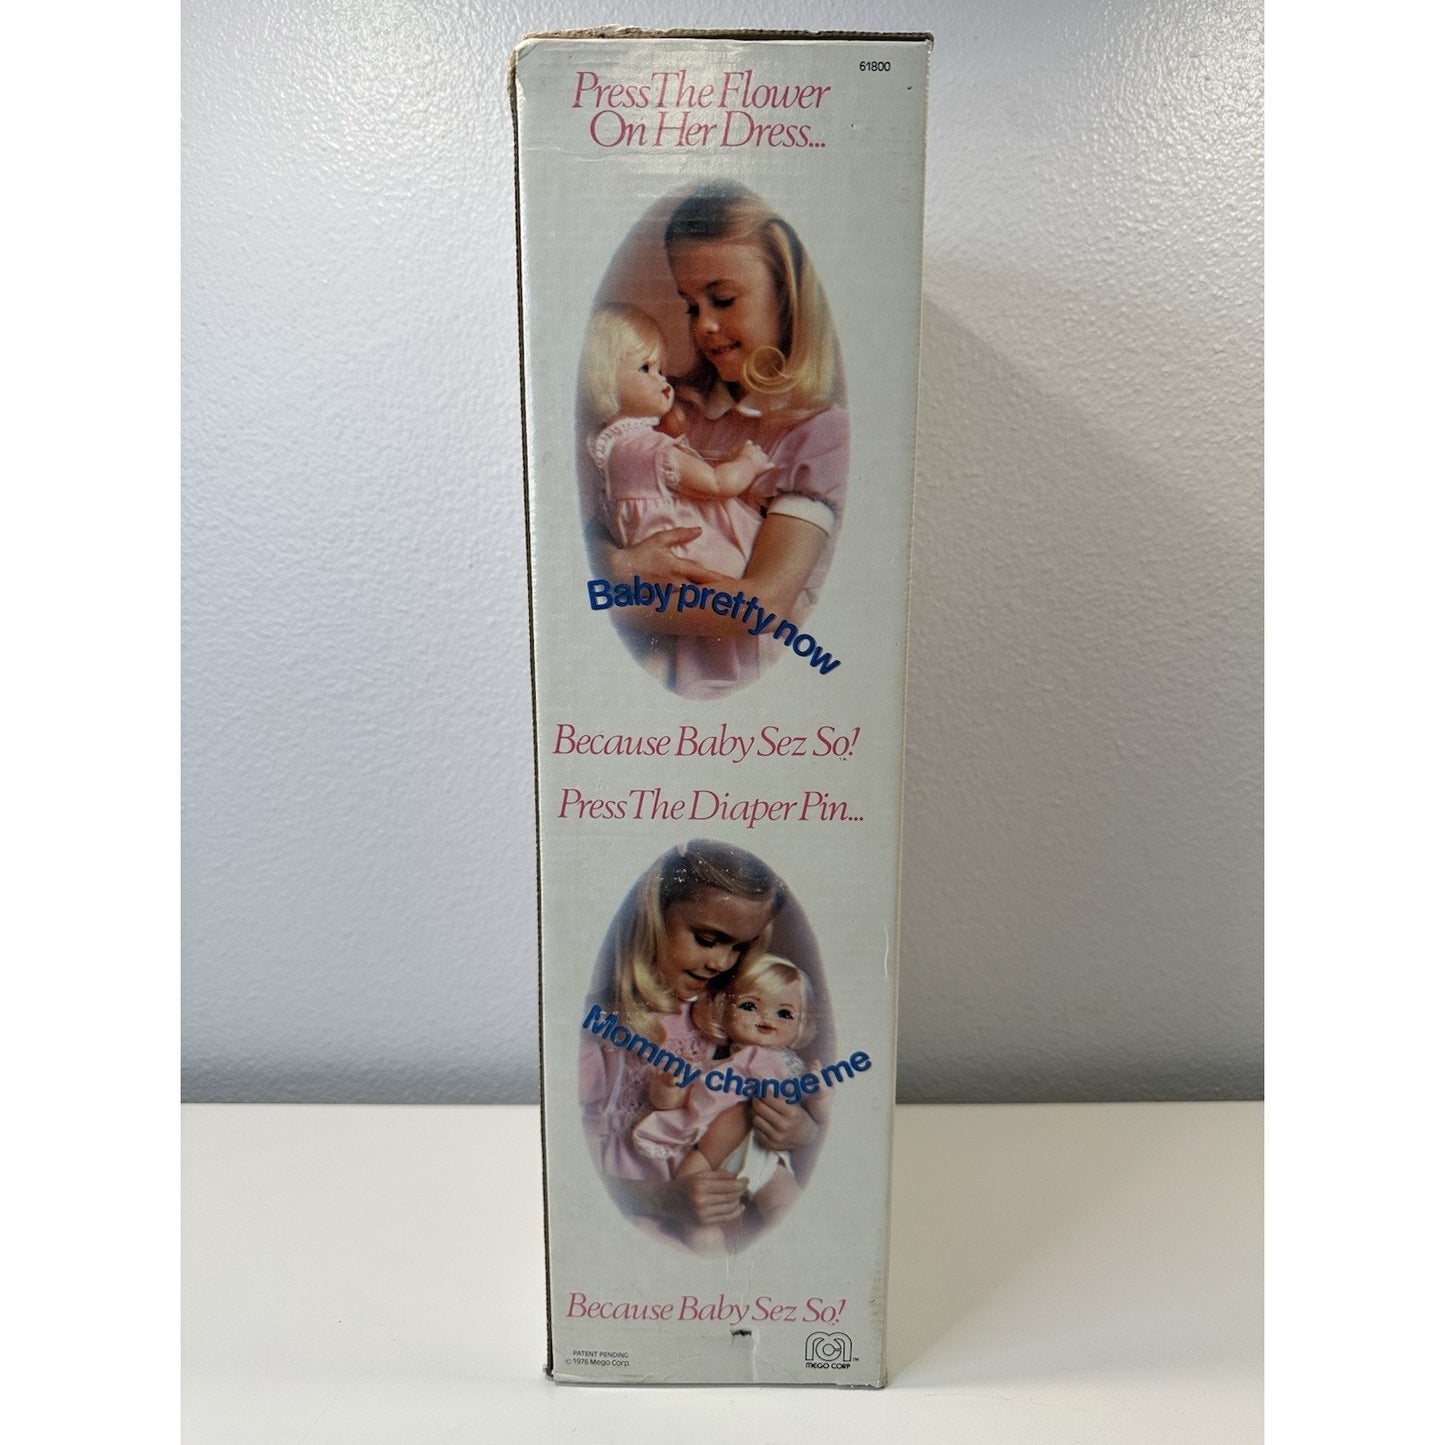 61800
Press The Flower
On Her Dress...
Baby pretty now
Because Baby Sez So!
Press The Diaper Pin...
Mommy change me
Because Baby Sez So!
PATENT PENDING
© 1976 Mego Corp.
MEGO CORP